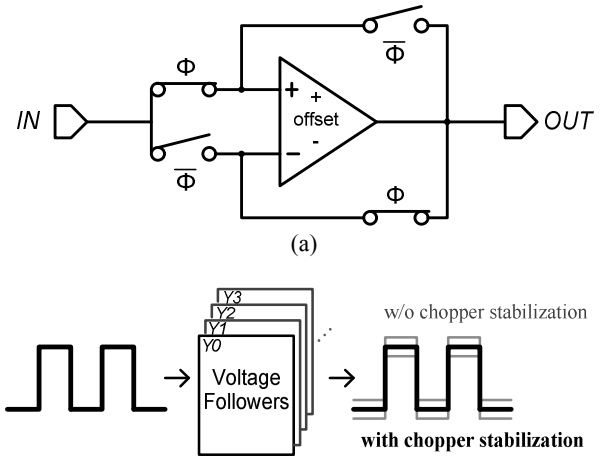 Φ
Φ̅
IN
+
+
offset
-
−
OUT
Φ̅
Φ
(a)
Y3
Y2
Y1
Y0
Voltage
Followers
w/o chopper stabilization
with chopper stabilization